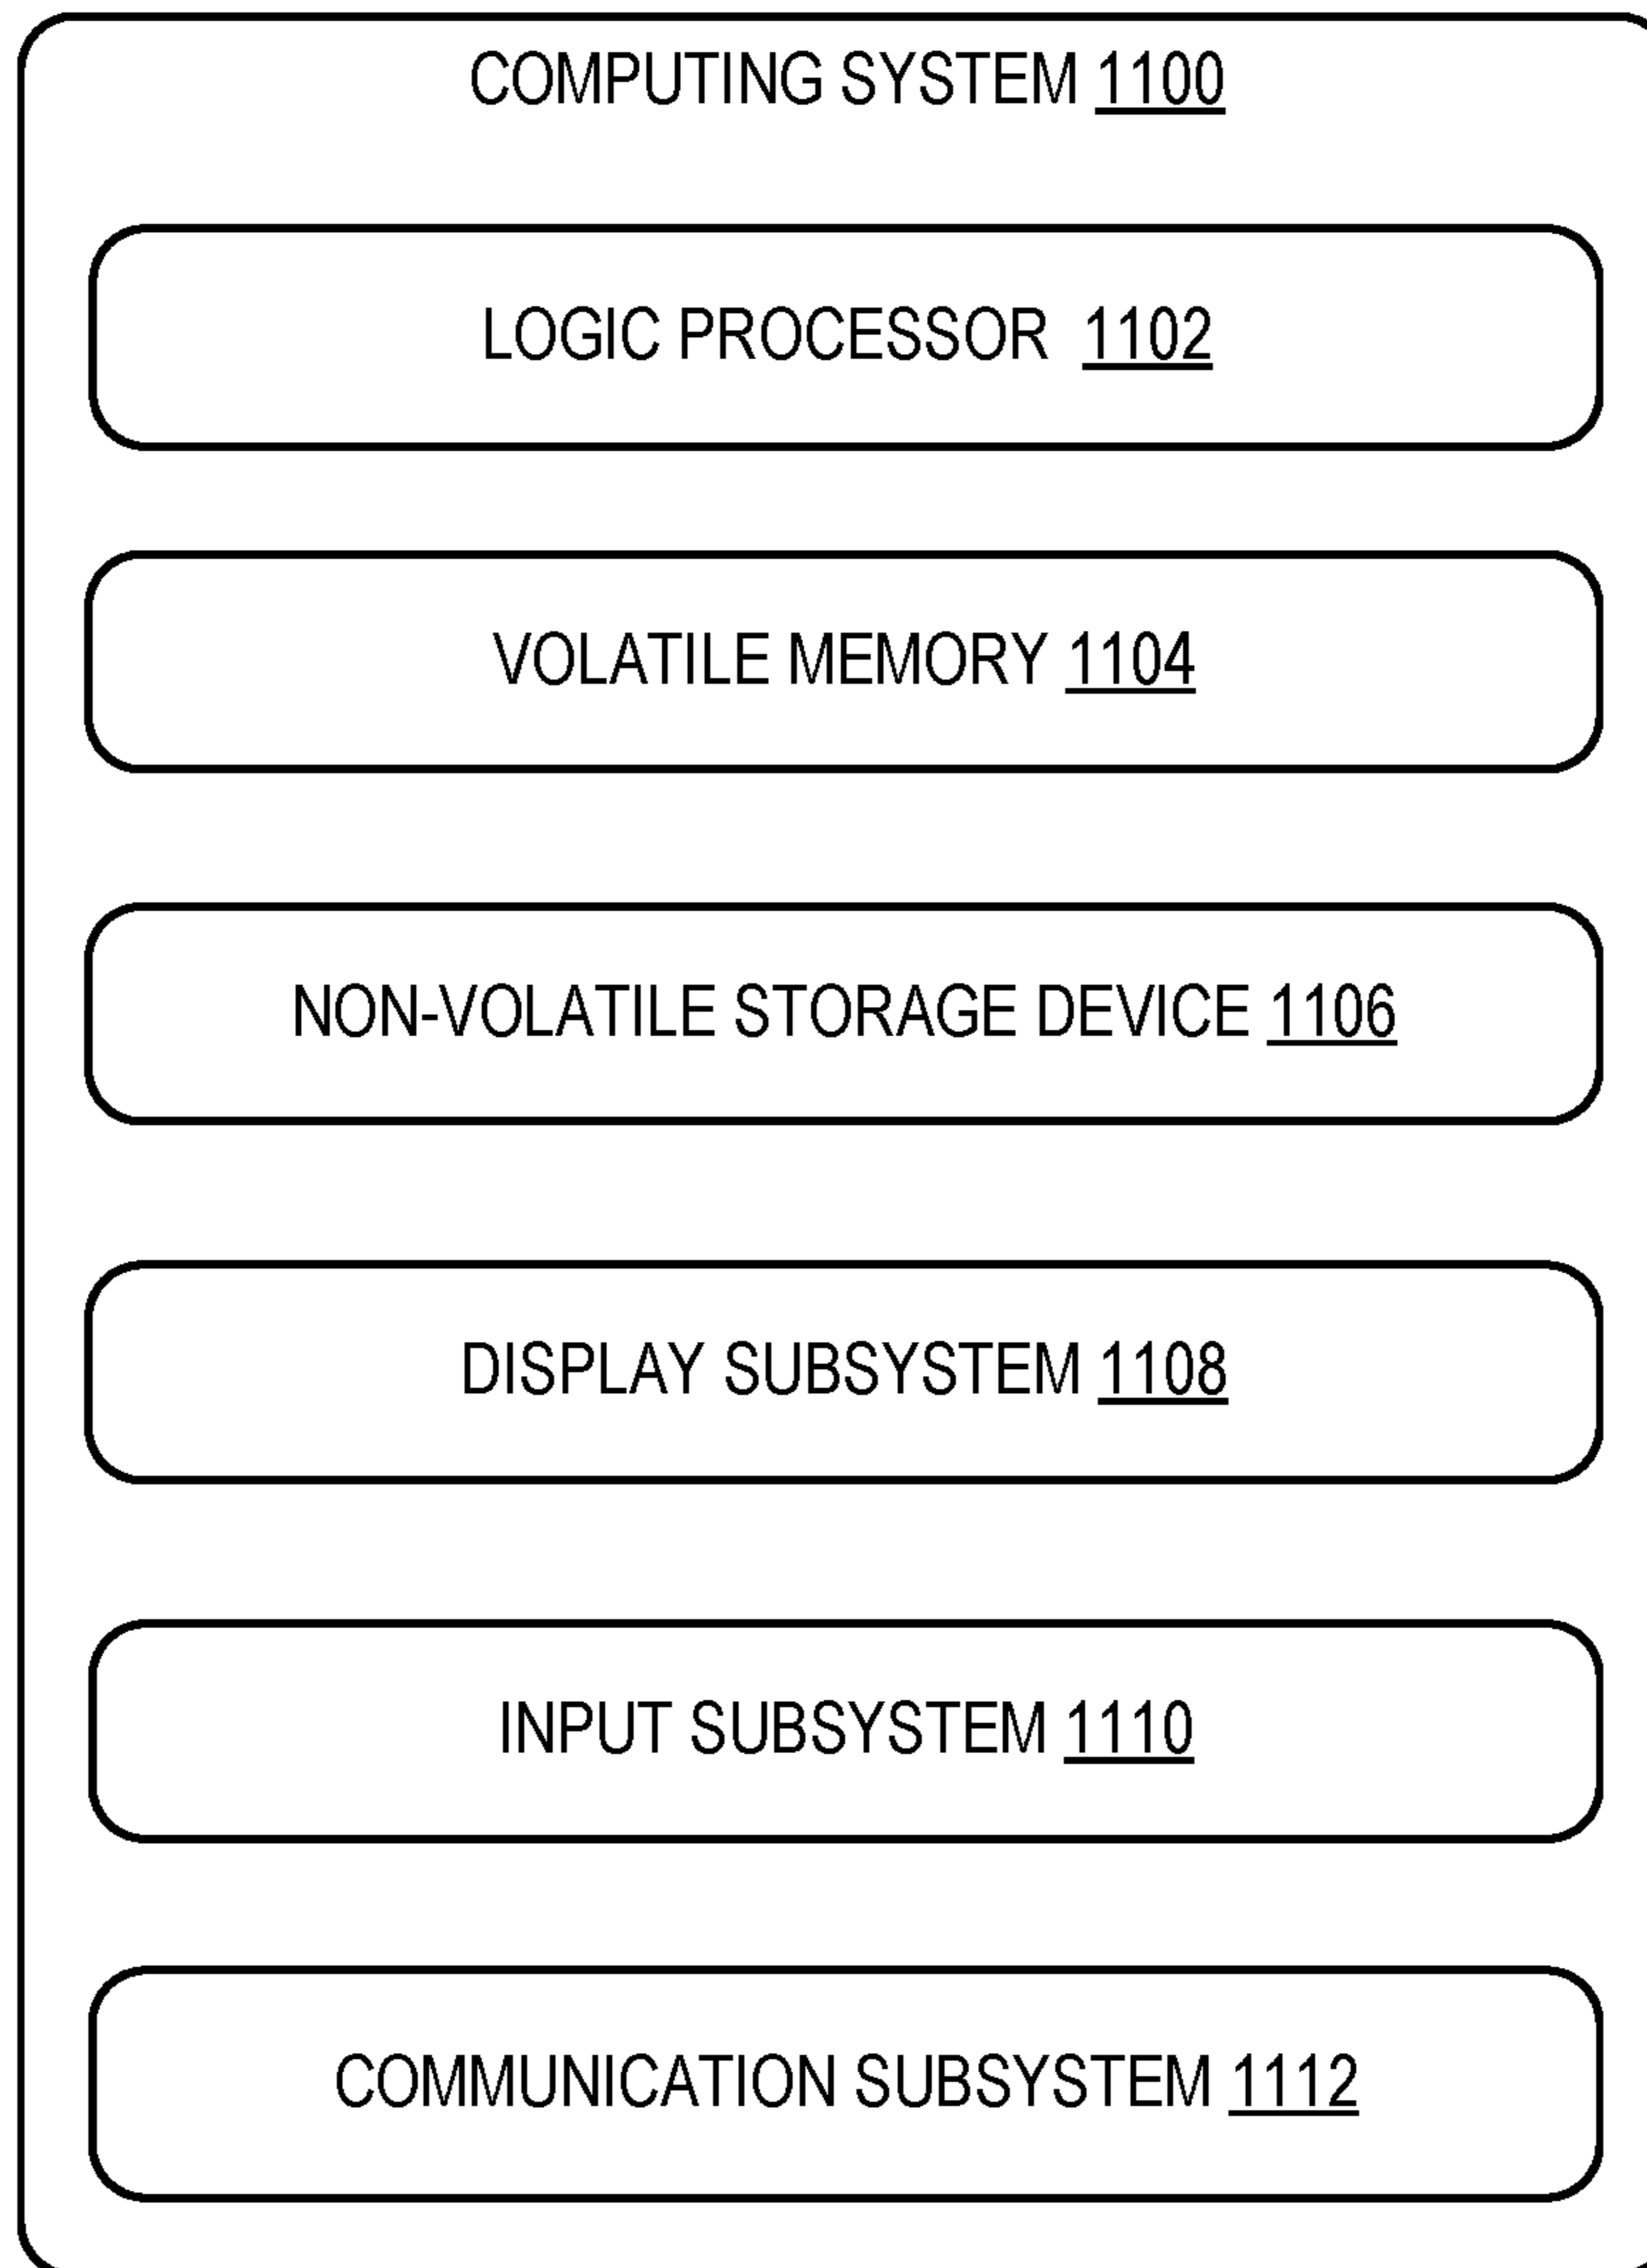 COMPUTING SYSTEM 1100
LOGIC PROCESSOR 1102
VOLATILE MEMORY 1104
NON-VOLATILE STORAGE DEVICE 1106
DISPLAY SUBSYSTEM 1108
INPUT SUBSYSTEM 1110
COMMUNICATION SUBSYSTEM 1112